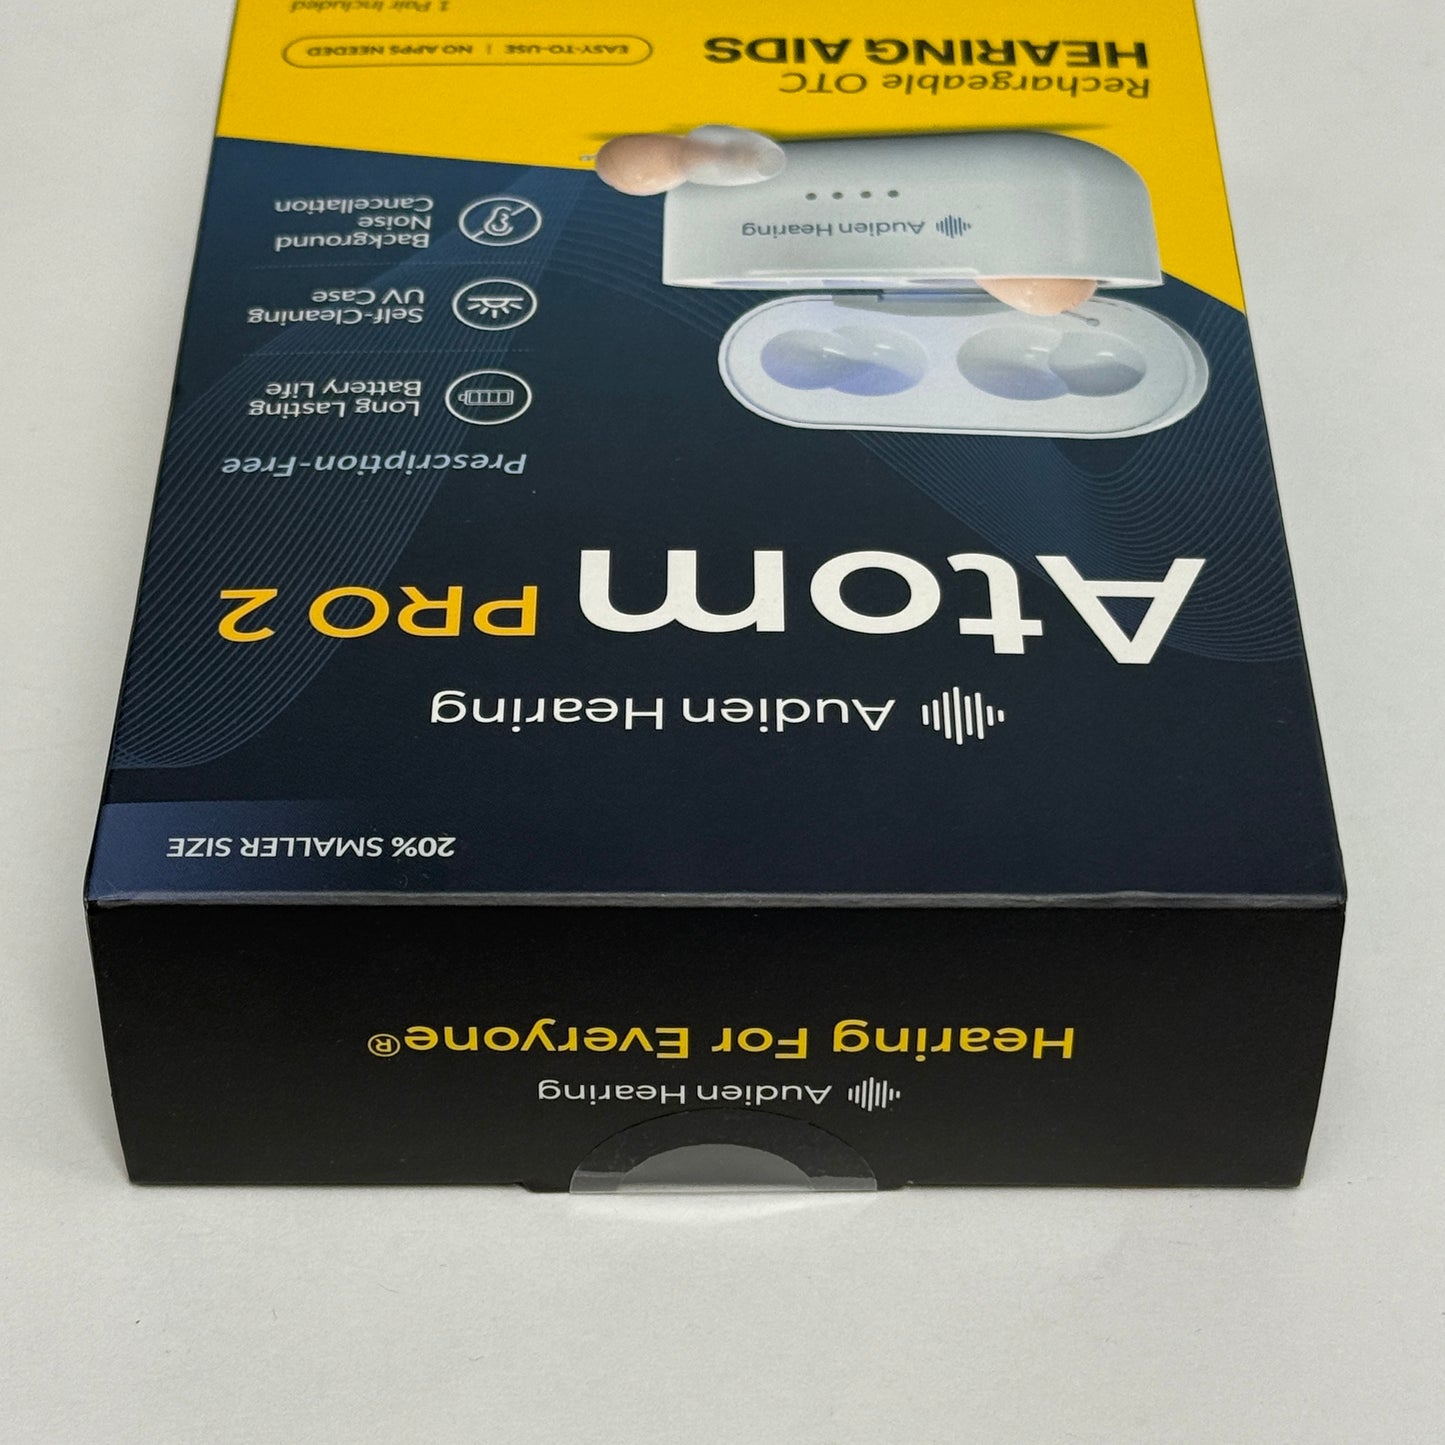 Audien Hearing
Hearing For Everyone®
20% SMALLER SIZE
Audien Hearing
Atom PRO 2
Prescription-Free
Long Lasting
Battery Life
Self-Cleaning
UV Case
Background
Noise
Cancellation
Audien Hearing
Rechargeable OTC
HEARING AIDS
EASY-TO-USE | NO APPS NEEDED
1 Pair Included